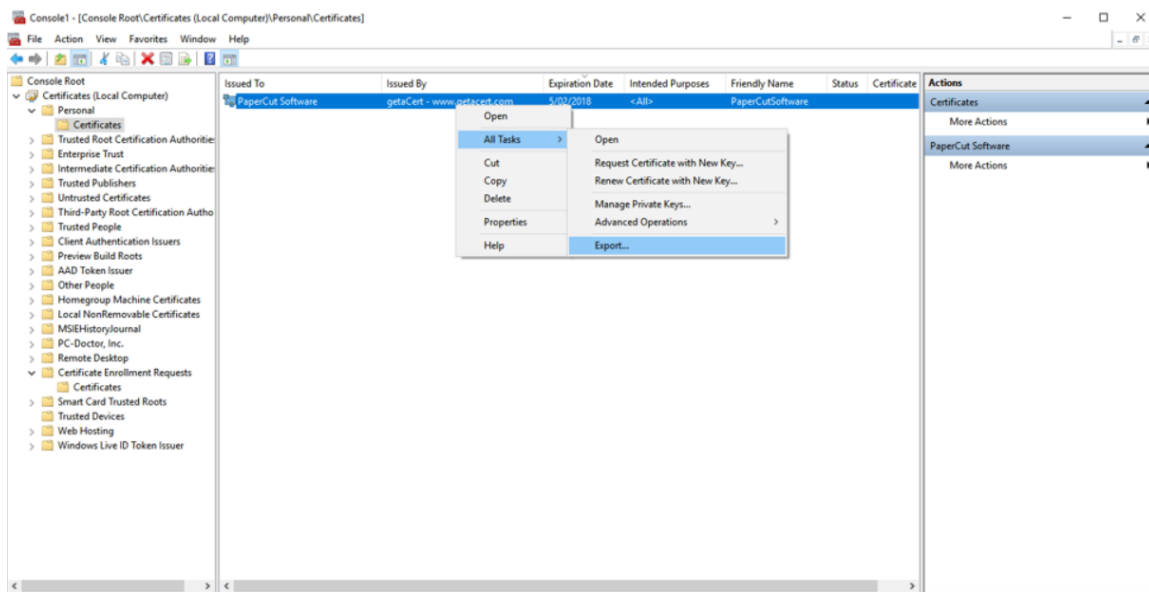 Console1 - [Console Root\Certificates (Local Computer)\Personal\Certificates]
File Action View Favorites Window Help
Console Root
Certificates (Local Computer)
Personal
Certificates
Trusted Root Certification Authoritie
Enterprise Trust
Intermediate Certification Authoritie
Trusted Publishers
Untrusted Certificates
Third-Party Root Certification Autho
Trusted People
Client Authentication Issuers
Preview Build Roots
AAD Token Issuer
Other People
Homegroup Machine Certificates
Local NonRemovable Certificates
MSIEHistoryJournal
PC-Doctor, Inc.
Remote Desktop
Certificate Enrollment Requests
Certificates
Smart Card Trusted Roots
Trusted Devices
Web Hosting
Windows Live ID Token Issuer
Issued To Issued By Expiration Date Intended Purposes Friendly Name Status Certificate
PaperCut Software getaCert - www.getacert.com 5/02/2018 <All> PaperCutSoftware
Open
All Tasks
Cut
Copy
Delete
Properties
Help
Open
Request Certificate with New Key...
Renew Certificate with New Key...
Manage Private Keys...
Advanced Operations
Export...
Actions
Certificates
More Actions
PaperCut Software
More Actions